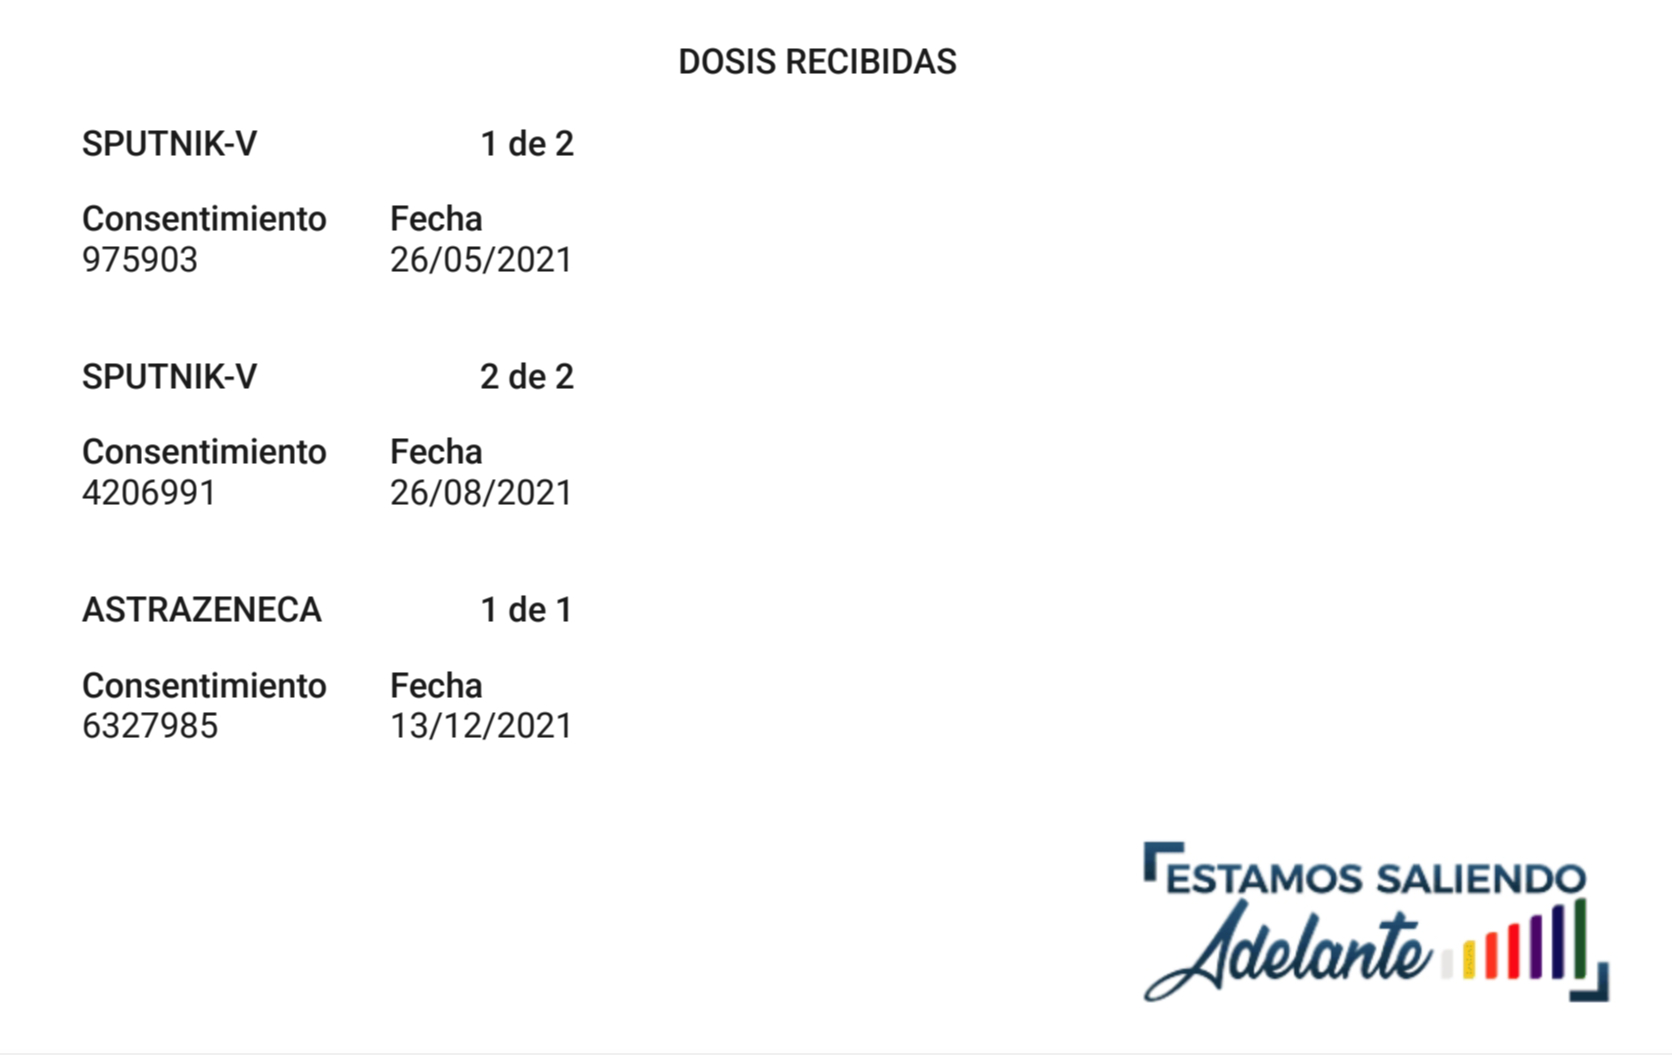 DOSIS RECIBIDAS
SPUTNIK-V 1 de 2
Consentimiento Fecha
975903 26/05/2021
SPUTNIK-V 2 de 2
Consentimiento Fecha
4206991 26/08/2021
ASTRAZENECA 1 de 1
Consentimiento Fecha
6327985 13/12/2021
ESTAMOS SALIENDO
Adelante